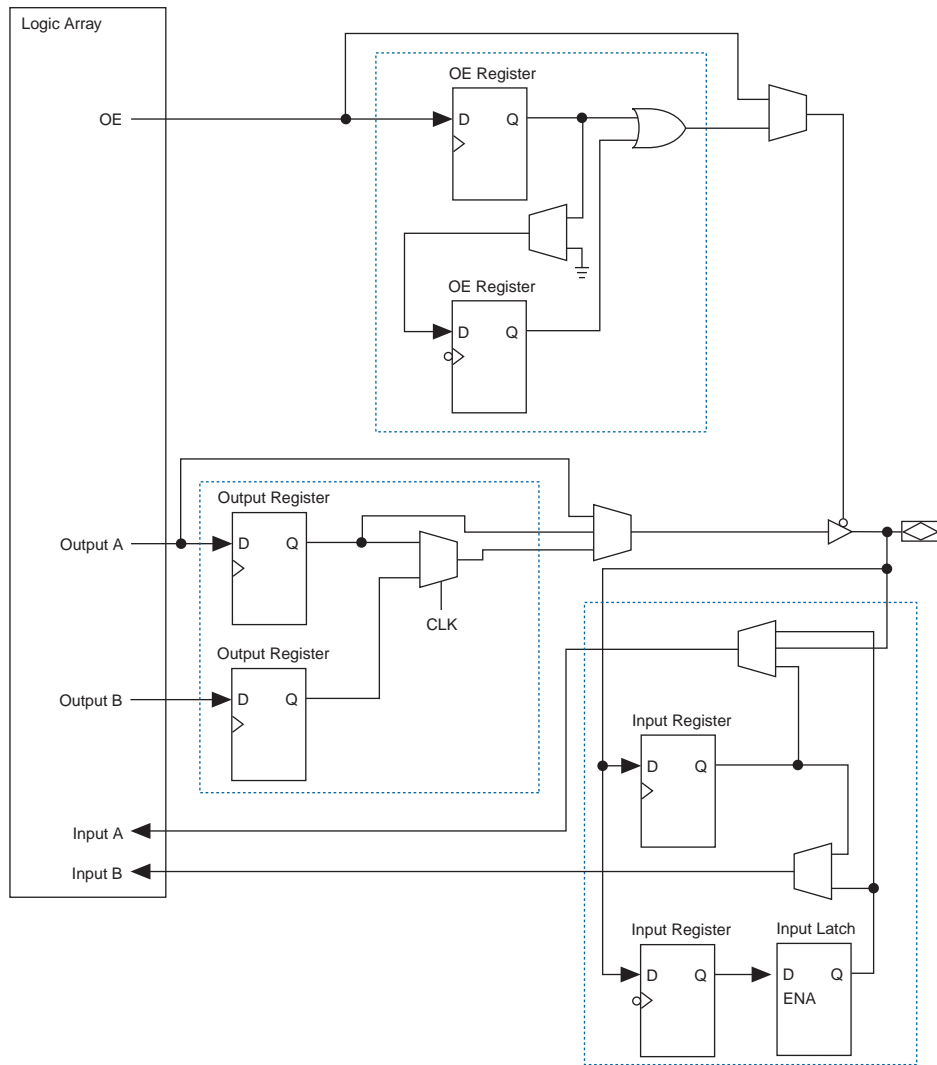 Logic Array
OE Register
OE
D Q
OE Register
D Q
Output Register
Output A
D Q
CLK
Output Register
Output B
D Q
Input Register
D Q
Input A
Input B
Input Register
Input Latch
D Q
D Q
ENA